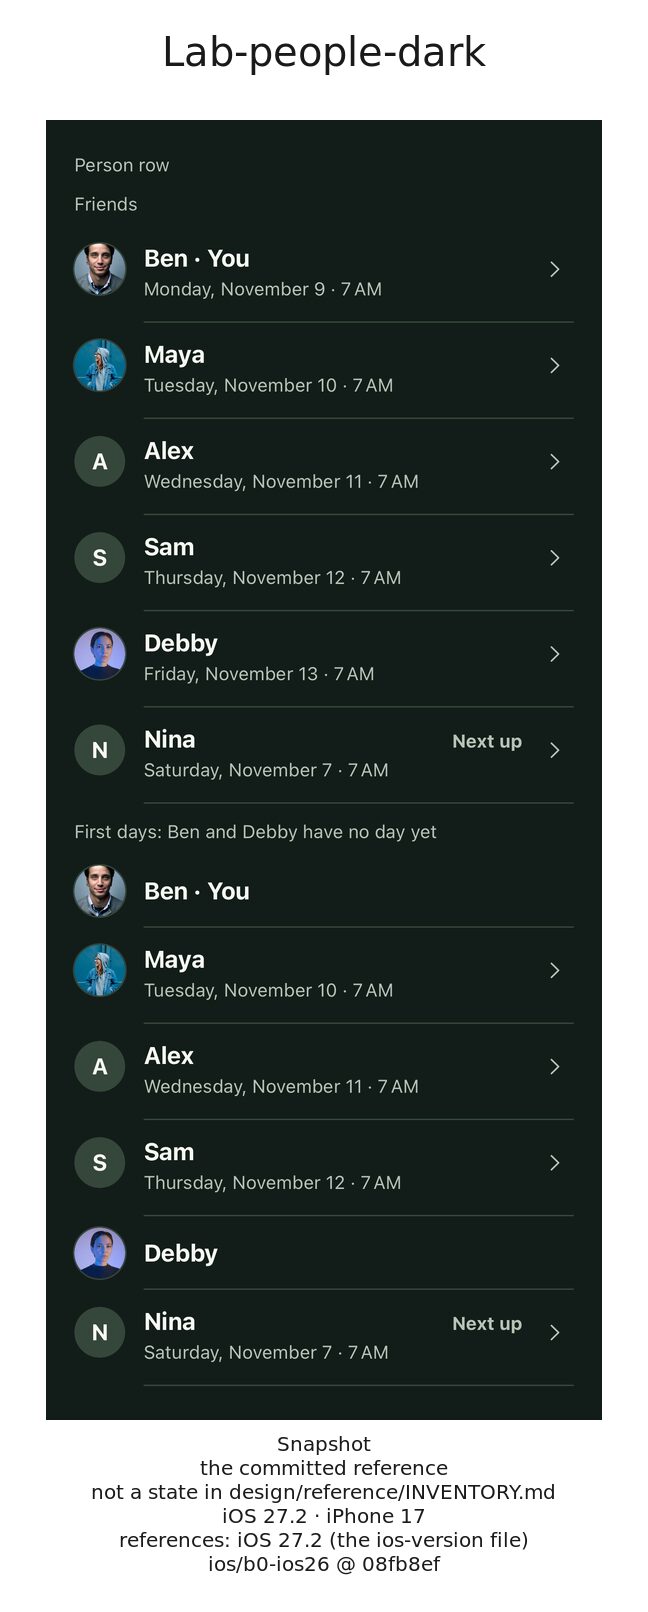 Lab-people-dark
Person row
Friends
Ben · You
Monday, November 9 · 7 AM
Maya
Tuesday, November 10 · 7 AM
A
Alex
Wednesday, November 11 · 7 AM
S
Sam
Thursday, November 12 · 7 AM
Debby
Friday, November 13 · 7 AM
N
Nina
Next up
Saturday, November 7 · 7 AM
First days: Ben and Debby have no day yet
Ben · You
Maya
Tuesday, November 10 · 7 AM
A
Alex
Wednesday, November 11 · 7 AM
S
Sam
Thursday, November 12 · 7 AM
Debby
N
Nina
Next up
Saturday, November 7 · 7 AM
Snapshot
the committed reference
not a state in design/reference/INVENTORY.md
iOS 27.2 · iPhone 17
references: iOS 27.2 (the ios-version file)
ios/b0-ios26 @ 08fb8ef